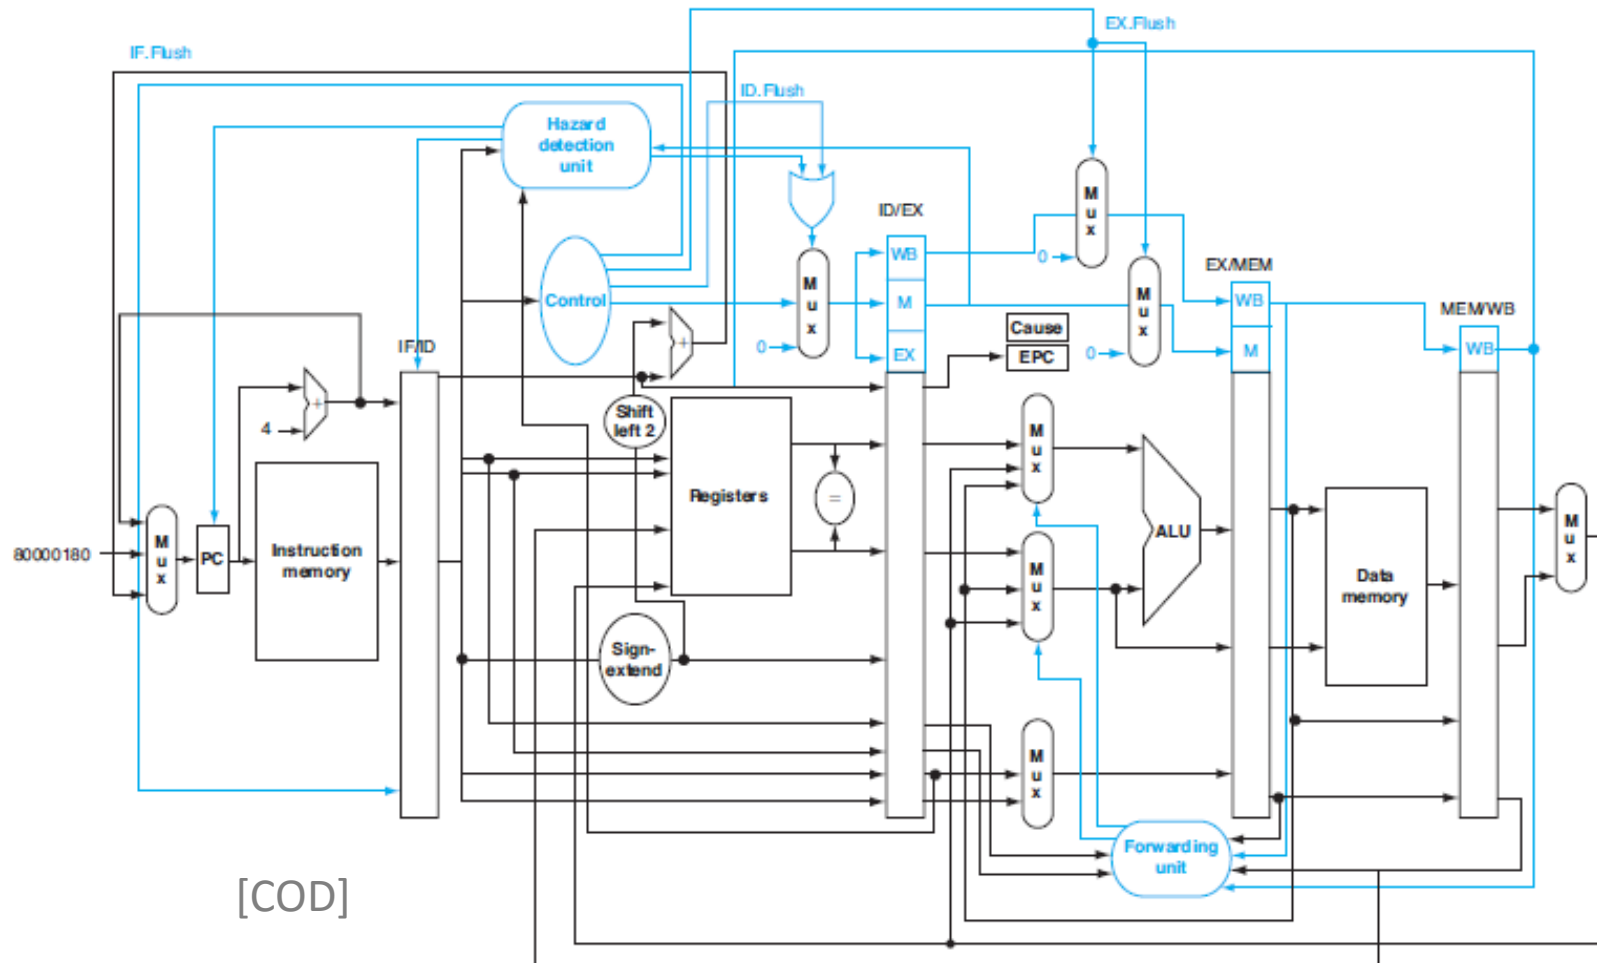 IF.Flush
EX.Flush
ID.Flush
Hazard
detection
unit
M
u
x
ID/EX
WB
0
M
u
x
EX/MEM
Control
M
u
x
M
M
u
x
WB
MEM/WB
Cause
IF/ID
+
0
EX
EPC
0
M
WB
+
4
Shift
left 2
M
u
x
Registers
=
80000180
M
u
x
PC
Instruction
memory
ALU
M
u
x
M
u
x
Data
memory
Sign-
extend
M
u
x
Forwarding
unit
[COD]